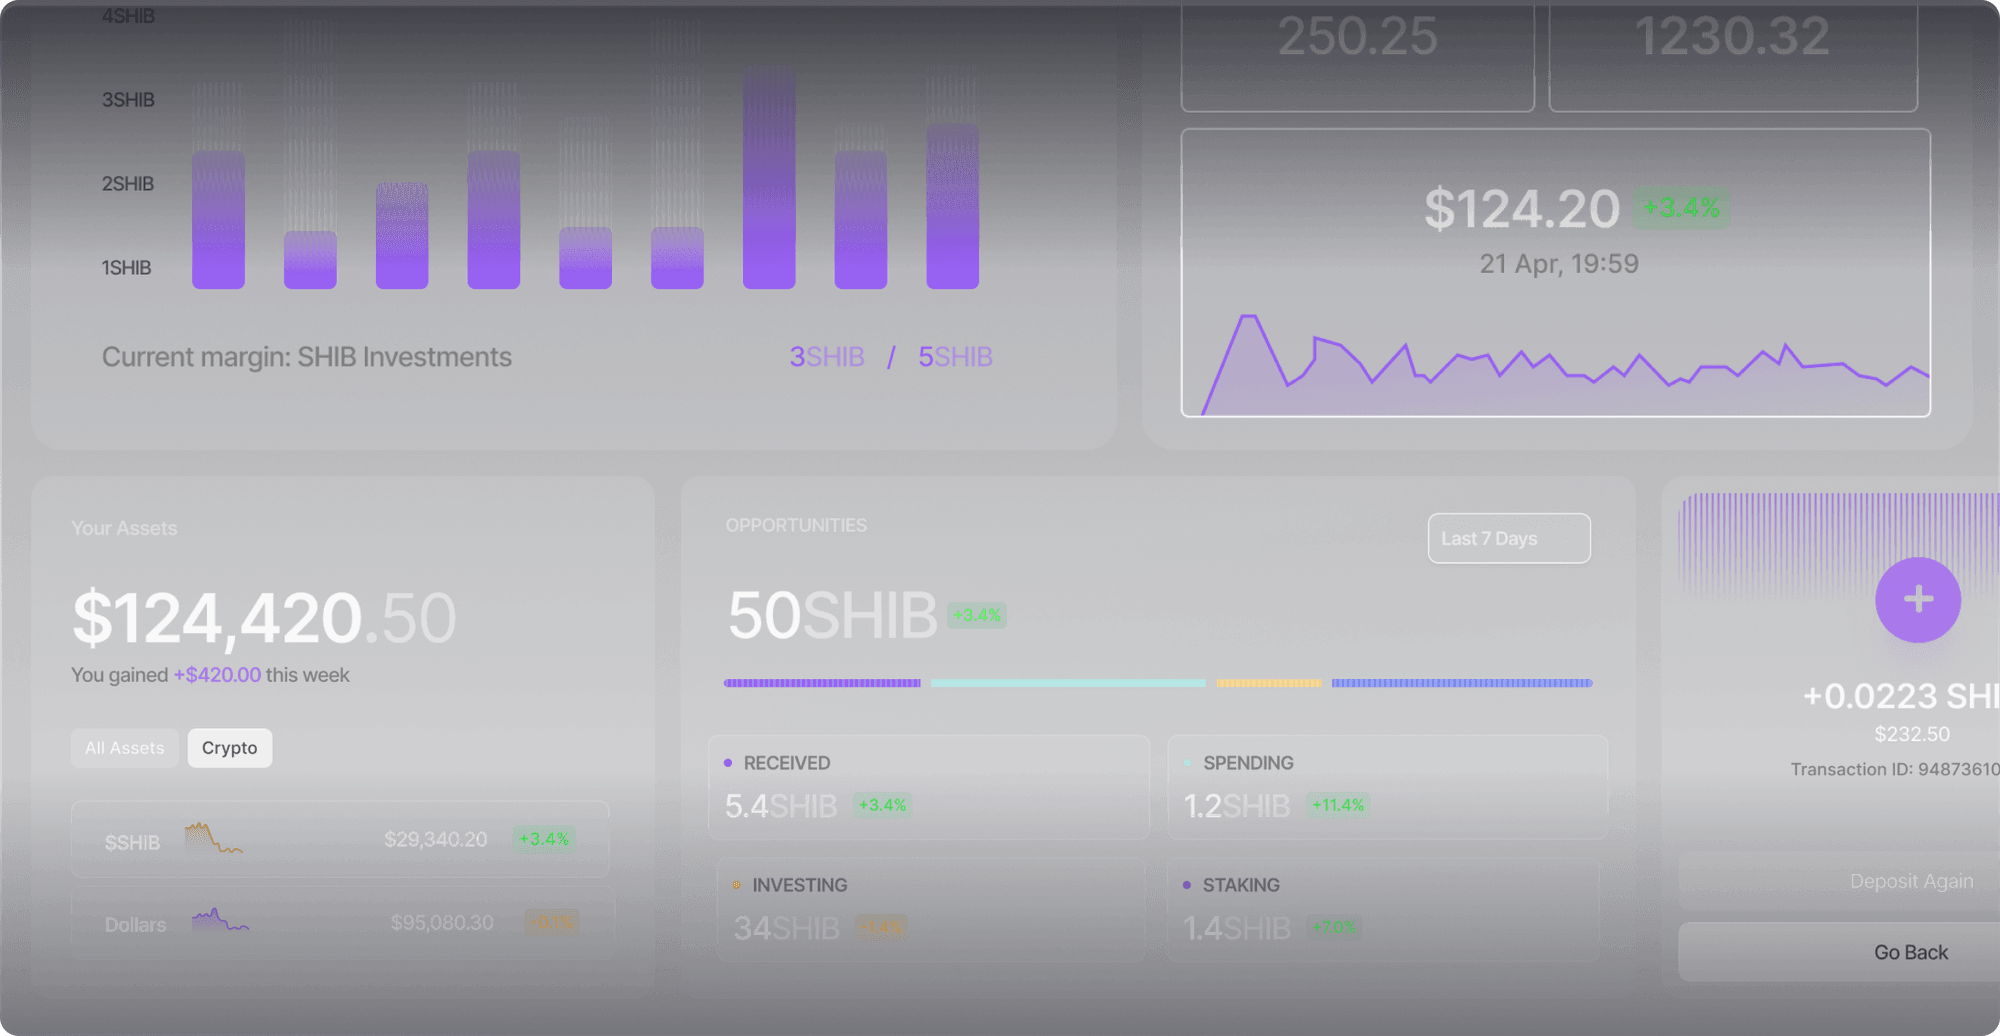 4SHIB
3SHIB
2SHIB
1SHIB
Current margin: SHIB Investments
3SHIB / 5SHIB
250.25
1230.32
$124.20 +3.4%
21 Apr, 19:59
Your Assets
$124,420.50
You gained +$420.00 this week
All Assets
Crypto
$SHIB $29,340.20 +3.4%
Dollars $95,080.30
OPPORTUNITIES
Last 7 Days
50SHIB +3.4%
RECEIVED
5.4SHIB +3.4%
SPENDING
1.2SHIB +11.4%
INVESTING
34SHIB
STAKING
1.4SHIB +7.0%
+0.0223 SHI
$232.50
Transaction ID: 94873610
Deposit Again
Go Back